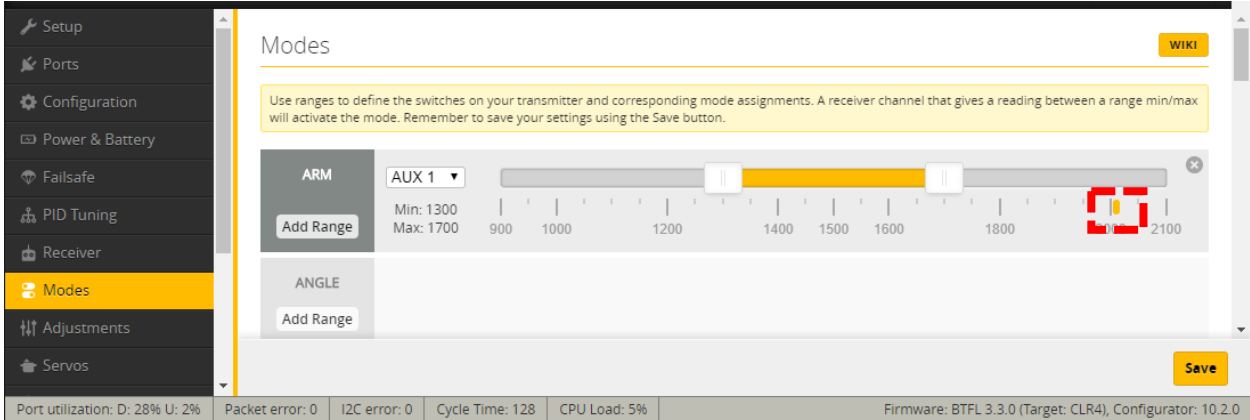 Setup
Ports
Configuration
Power & Battery
Failsafe
PID Tuning
Receiver
Modes
Adjustments
Servos
Modes
WIKI
Use ranges to define the switches on your transmitter and corresponding mode assignments. A receiver channel that gives a reading between a range min/max
will activate the mode. Remember to save your settings using the Save button.
ARM
Add Range
AUX 1
Min: 1300
Max: 1700
900 1000 1200 1400 1500 1600 1800 2000 2100
ANGLE
Add Range
Save
Port utilization: D: 28% U: 2% Packet error: 0 I2C error: 0 Cycle Time: 128 CPU Load: 5% Firmware: BTFL 3.3.0 (Target: CLR4), Configurator: 10.2.0